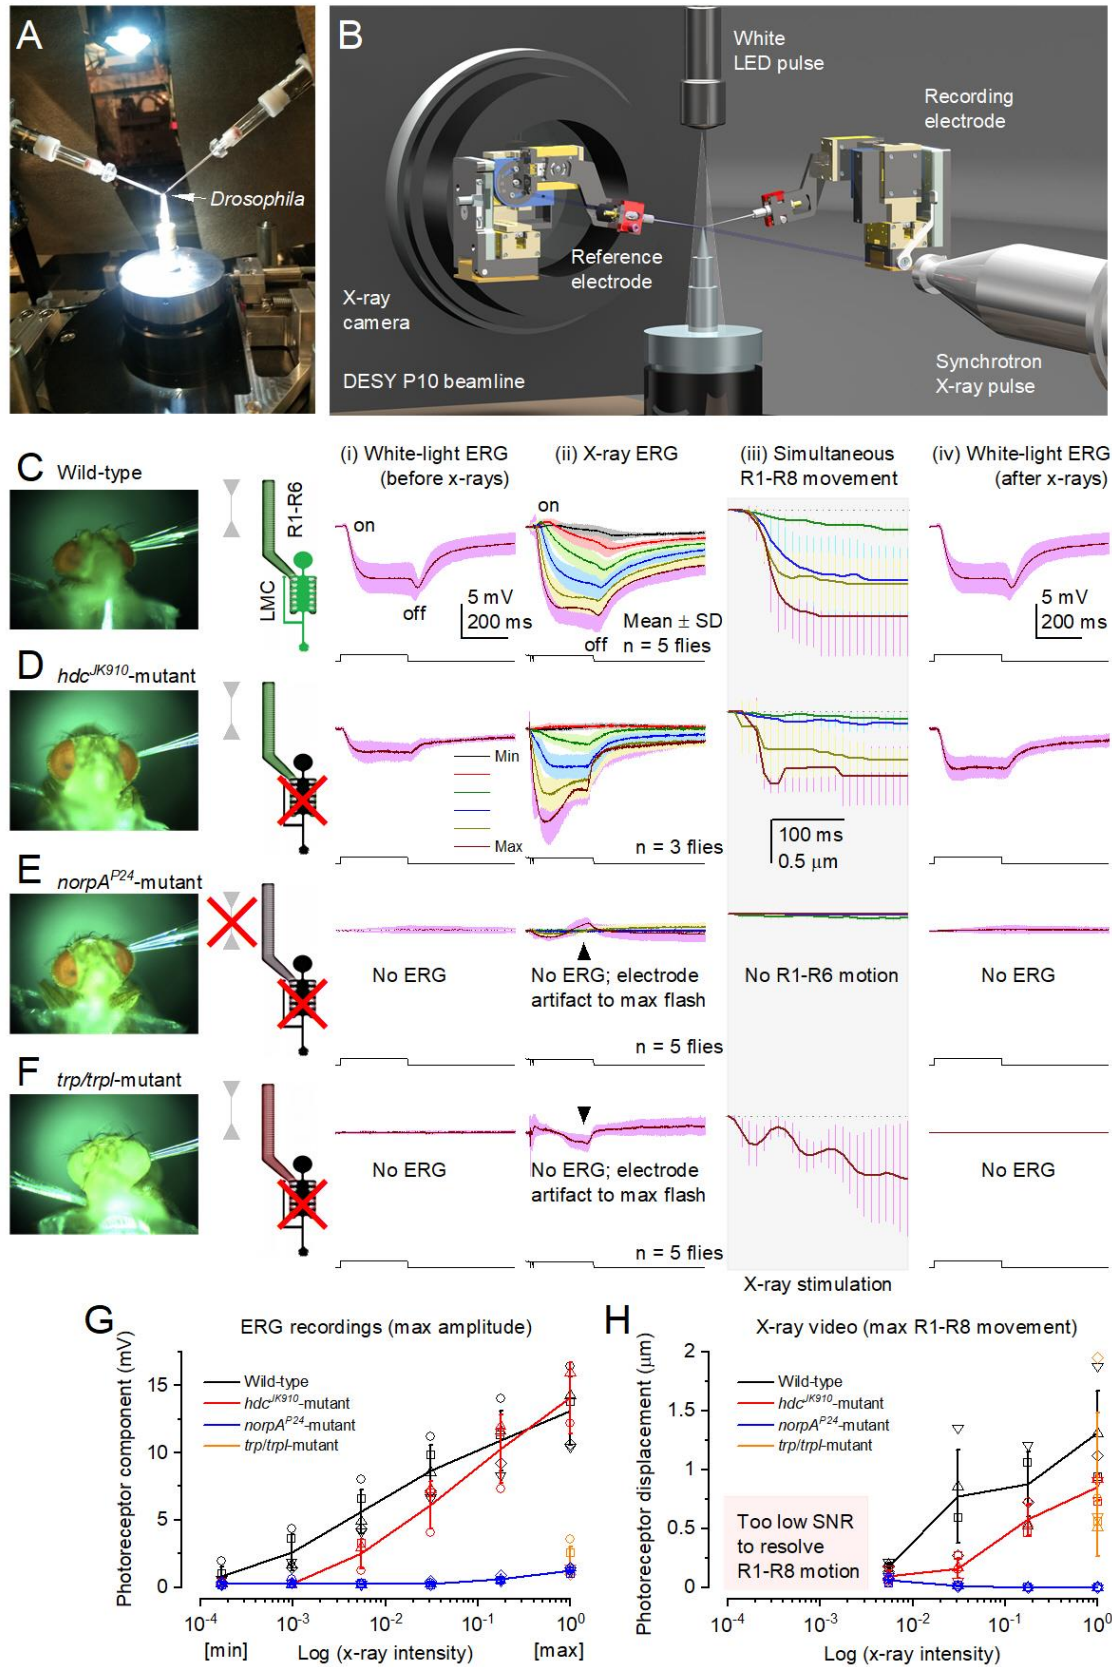 A
Drosophila
B
White
LED pulse
Recording
electrode
Reference
electrode
X-ray
camera
Synchrotron
X-ray pulse
DESY P10 beamline
C Wild-type
R1-R6
LMC
(i) White-light ERG
(before x-rays)
on
off
5 mV
200 ms
(ii) X-ray ERG
on
Mean ± SD
off n = 5 flies
(iii) Simultaneous
R1-R8 movement
(iv) White-light ERG
(after x-rays)
5 mV
200 ms
D hdcJK910-mutant
Min
Max
n = 3 flies
100 ms
0.5 μm
E norpAP24-mutant
No ERG
No ERG; electrode
artifact to max flash
n = 5 flies
No R1-R6 motion
No ERG
F trp/trpl-mutant
No ERG
No ERG; electrode
artifact to max flash
n = 5 flies
No ERG
X-ray stimulation
G ERG recordings (max amplitude)
Photoreceptor component (mV)
15
10
5
0
Wild-type
hdcJK910-mutant
norpAP24-mutant
trp/trpl-mutant
10-4 10-3 10-2 10-1 100
[min] Log (x-ray intensity) [max]
H X-ray video (max R1-R8 movement)
Photoreceptor displacement (μm)
2
1.5
1
0.5
0
Wild-type
hdcJK910-mutant
norpAP24-mutant
trp/trpl-mutant
Too low SNR
to resolve
R1-R8 motion
10-4 10-3 10-2 10-1 100
Log (x-ray intensity)